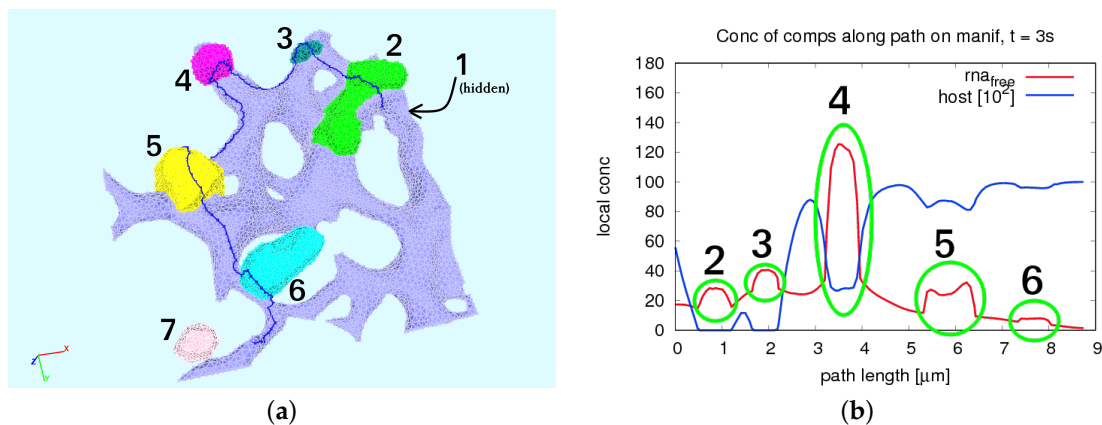 3
2
4
1
(hidden)
5
6
7
X
Z
Y
(a)
Conc of comps along path on manif, t = 3s
rna_free
host [10^2]
local conc
180
160
140
120
100
80
60
40
20
0
2
3
4
5
6
0 1 2 3 4 5 6 7 8 9
path length [μm]
(b)